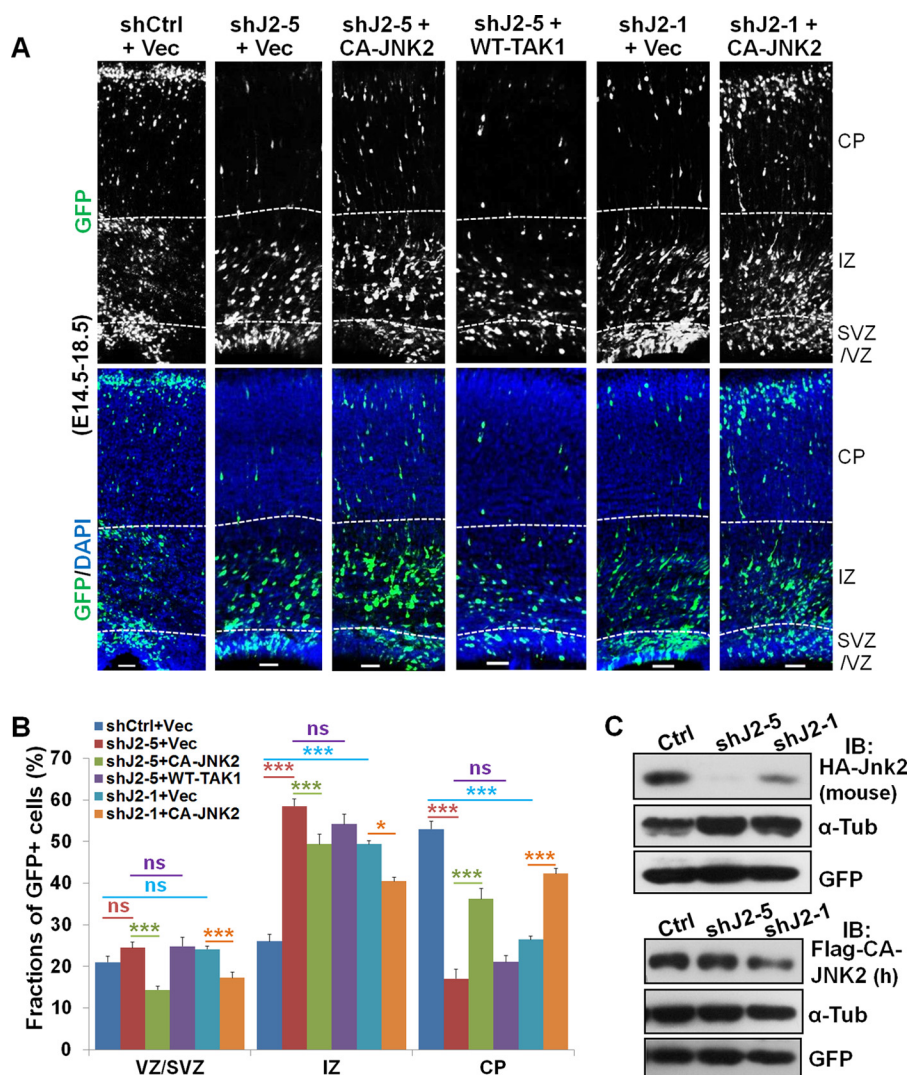 A
shCtrl + Vec
shJ2-5 + Vec
shJ2-5 + CA-JNK2
shJ2-5 + WT-TAK1
shJ2-1 + Vec
shJ2-1 + CA-JNK2
(E14.5-18.5)
GFP
CP
IZ
SVZ
/VZ
GFP/DAPI
CP
IZ
SVZ
/VZ
B
shCtrl+Vec
shJ2-5+Vec
shJ2-5+CA-JNK2
shJ2-5+WT-TAK1
shJ2-1+Vec
shJ2-1+CA-JNK2
Fractions of GFP+ cells (%)
70
60
50
40
30
20
10
0
ns
ns
ns
***
***
ns
***
***
***
*
ns
***
***
***
***
VZ/SVZ
IZ
CP
C
Ctrl shJ2-5 shJ2-1
IB:
HA-Jnk2
(mouse)
α-Tub
GFP
Ctrl shJ2-5 shJ2-1
IB:
Flag-CA-
JNK2 (h)
α-Tub
GFP